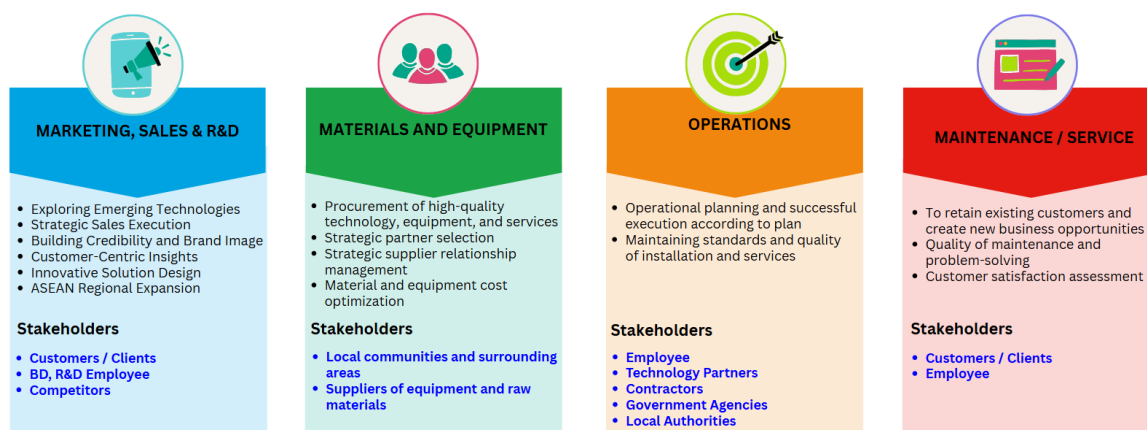 MARKETING, SALES & R&D
• Exploring Emerging Technologies
• Strategic Sales Execution
• Building Credibility and Brand Image
• Customer-Centric Insights
• Innovative Solution Design
• ASEAN Regional Expansion
Stakeholders
• Customers / Clients
• BD, R&D Employee
• Competitors
MATERIALS AND EQUIPMENT
• Procurement of high-quality
technology, equipment, and services
• Strategic partner selection
• Strategic supplier relationship
management
• Material and equipment cost
optimization
Stakeholders
• Local communities and surrounding
areas
• Suppliers of equipment and raw
materials
OPERATIONS
• Operational planning and successful
execution according to plan
• Maintaining standards and quality
of installation and services
Stakeholders
• Employee
• Technology Partners
• Contractors
• Government Agencies
• Local Authorities
MAINTENANCE / SERVICE
• To retain existing customers and
create new business opportunities
• Quality of maintenance and
problem-solving
• Customer satisfaction assessment
Stakeholders
• Customers / Clients
• Employee